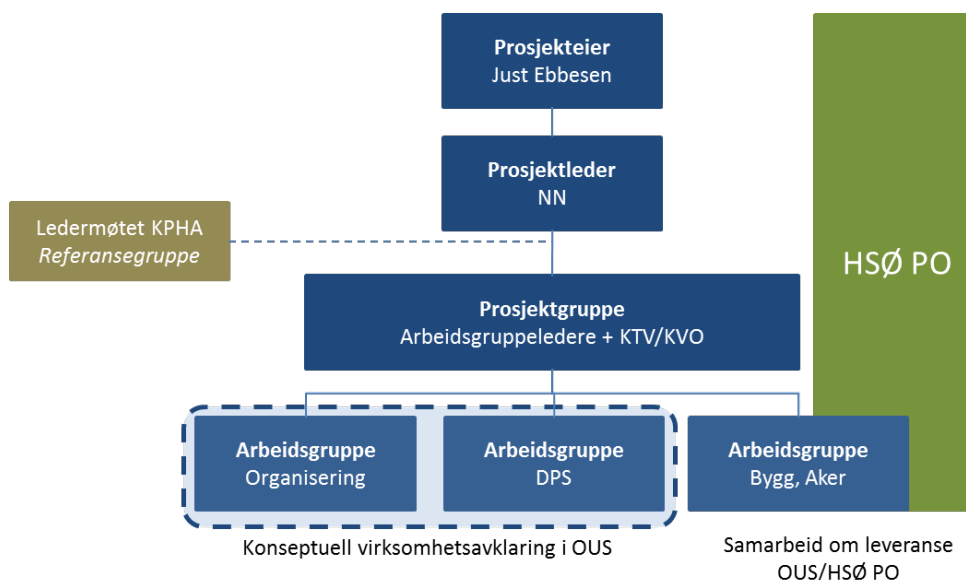 Prosjekteier
Just Ebbesen
Prosjektleder
NN
Ledermøtet KPHA
Referansegruppe
HSØ PO
Prosjektgruppe
Arbeidsgruppeledere + KTV/KVO
Arbeidsgruppe
Organisering
Arbeidsgruppe
DPS
Arbeidsgruppe
Bygg, Aker
Konseptuell virksomhetsavklaring i OUS
Samarbeid om leveranse
OUS/HSØ PO